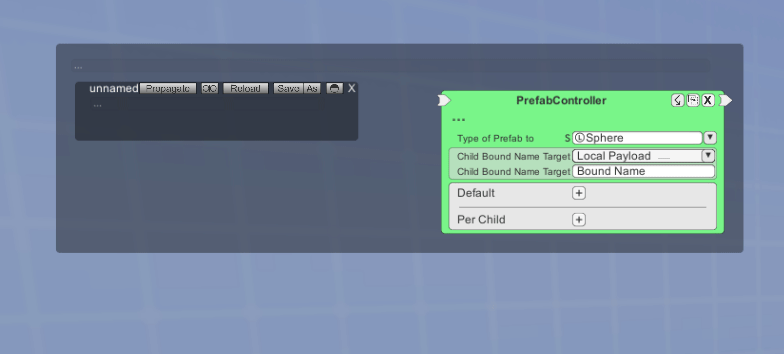 ...
unnamed Propagate Reload Save As X
...
PrefabController X
...
Type of Prefab to S Ⓛ Sphere
Child Bound Name Target Local Payload
Child Bound Name Target Bound Name
Default +
Per Child +